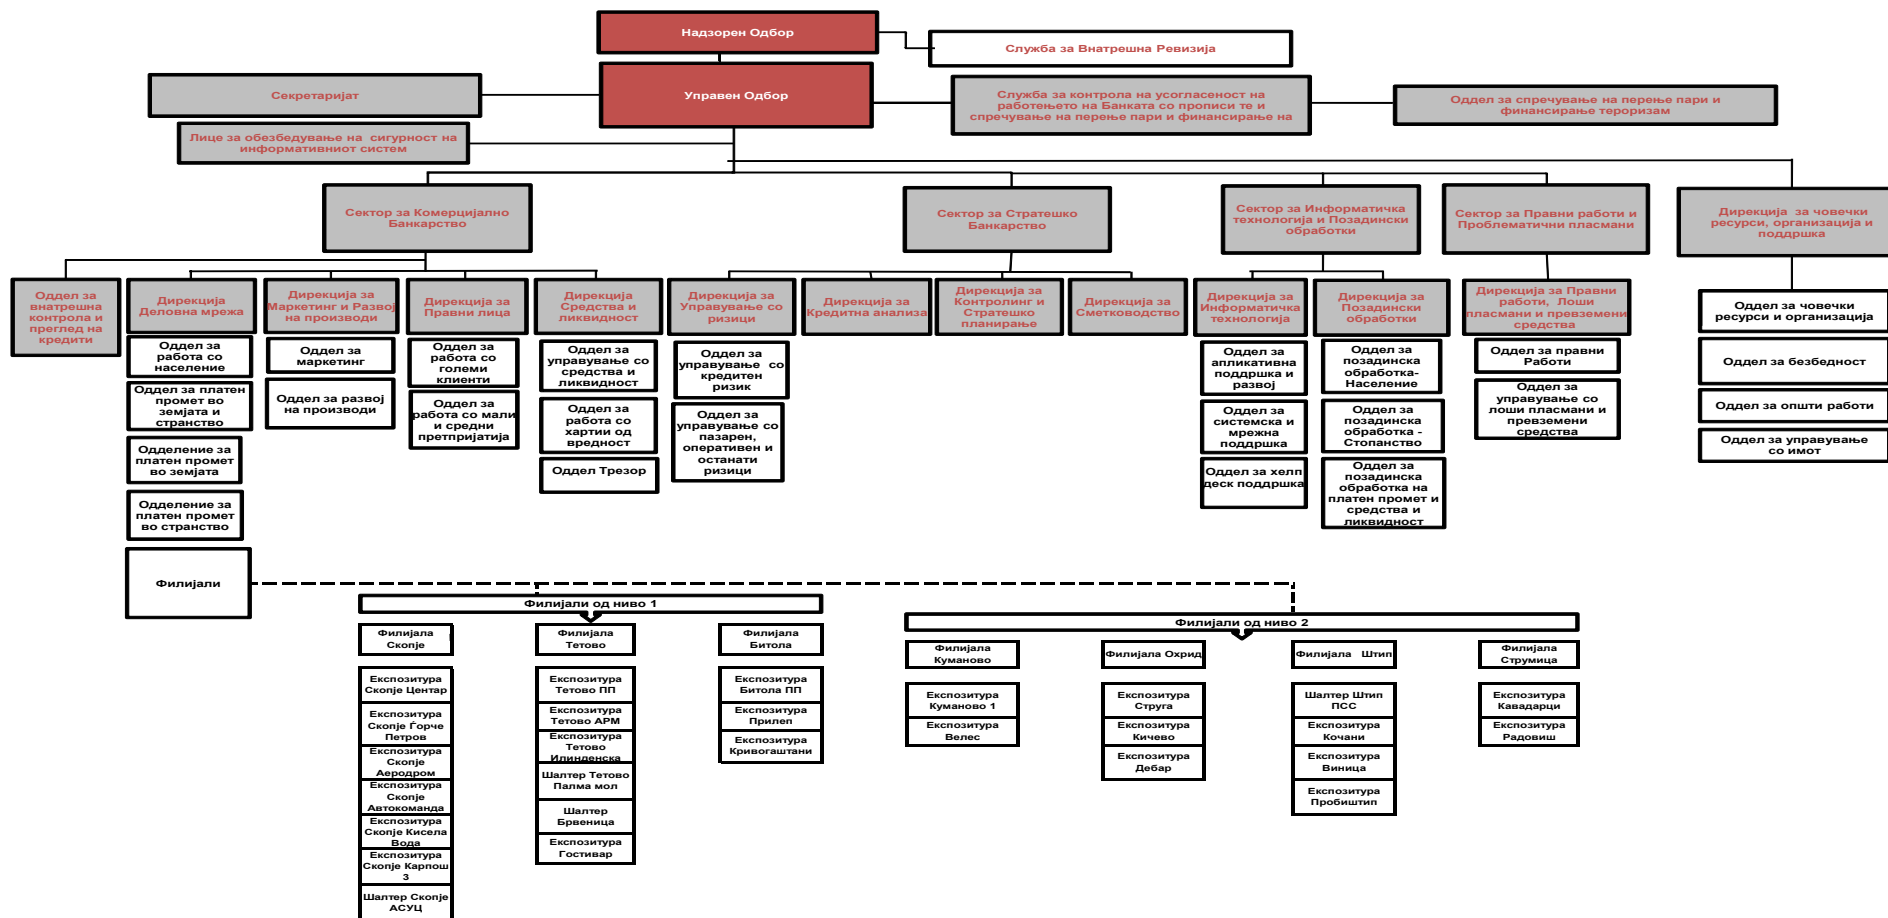 Надзорен Одбор
Служба за Внатрешна Ревизија
Секретаријат
Управен Одбор
Служба за контрола на усогласеност на
работењето на Банката со прописи те и
спречување на перење пари и финансирање на
Оддел за спречување на перење пари и
финансирање тероризам
Лице за обезбедување на сигурност на
информативниот систем
Сектор за Комерцијално
Банкарство
Сектор за Стратешко
Банкарство
Сектор за Информатичка
технологија и Позадински
обработки
Сектор за Правни работи и
Проблематични пласмани
Дирекција за човечки
ресурси, организација и
поддршка
Оддел за
внатрешна
контрола и
преглед на
кредити
Дирекција
Деловна мрежа
Дирекција за
Маркетинг и Развој
на производи
Дирекција за
Правни лица
Дирекција
Средства и
ликвидност
Дирекција за
Управување со
ризици
Дирекција за
Кредитна анализа
Дирекција за
Контролинг и
Стратешко
планирање
Дирекција за
Сметководство
Дирекција за
Информатичка
технологија
Дирекција за
Позадински
обработки
Дирекција за Правни
работи, Лоши
пласмани и превземени
средства
Оддел за
работа со
население
Оддел за платен
промет во
земјата и
странство
Одделение за
платен промет
во земјата
Одделение за
платен промет
во странство
Филијали
Оддел за
маркетинг
Оддел за развој
на производи
Оддел за
работа со
големи
клиенти
Оддел за
работа со мали
и средни
претпријатија
Оддел за
управување со
средства и
ликвидност
Оддел за
работа со
хартии од
вредност
Оддел Трезор
Оддел за
управување со
кредитен
ризик
Оддел за
управување со
пазарен,
оперативен и
останати
ризици
Оддел за
апликативна
поддршка и
развој
Оддел за
системска и
мрежна
поддршка
Оддел за хелп
деск поддршка
Оддел за
позадинска
обработка-
Население
Оддел за
позадинска
обработка -
Стопанство
Оддел за
позадинска
обработка на
платен промет и
средства и
ликвидност
Оддел за правни
Работи
Оддел за
управување со
лоши пласмани и
превземени
средства
Оддел за човечки
ресурси и организација
Оддел за безбедност
Оддел за општи работи
Оддел за управување
со имот
Филијали од ниво 1
Филијала
Скопје
Експозитура
Скопје Центар
Експозитура
Скопје Ѓорче
Петров
Експозитура
Скопје
Аеродром
Експозитура
Скопје
Автокоманда
Експозитура
Скопје Кисела
Вода
Експозитура
Скопје Карпош
3
Шалтер Скопје
АСУЦ
Филијала
Тетово
Експозитура
Тетово ПП
Експозитура
Тетово АРМ
Експозитура
Тетово
Илинденска
Шалтер Тетово
Палма мол
Шалтер
Брвеница
Експозитура
Гостивар
Филијала
Битола
Експозитура
Битола ПП
Експозитура
Прилеп
Експозитура
Кривогаштани
Филијали од ниво 2
Филијала
Куманово
Експозитура
Куманово 1
Експозитура
Велес
Филијала Охрид
Експозитура
Струга
Експозитура
Кичево
Експозитура
Дебар
Филијала Штип
Шалтер Штип
ПСС
Експозитура
Кочани
Експозитура
Виница
Експозитура
Пробиштип
Филијала
Струмица
Експозитура
Кавадарци
Експозитура
Радовиш